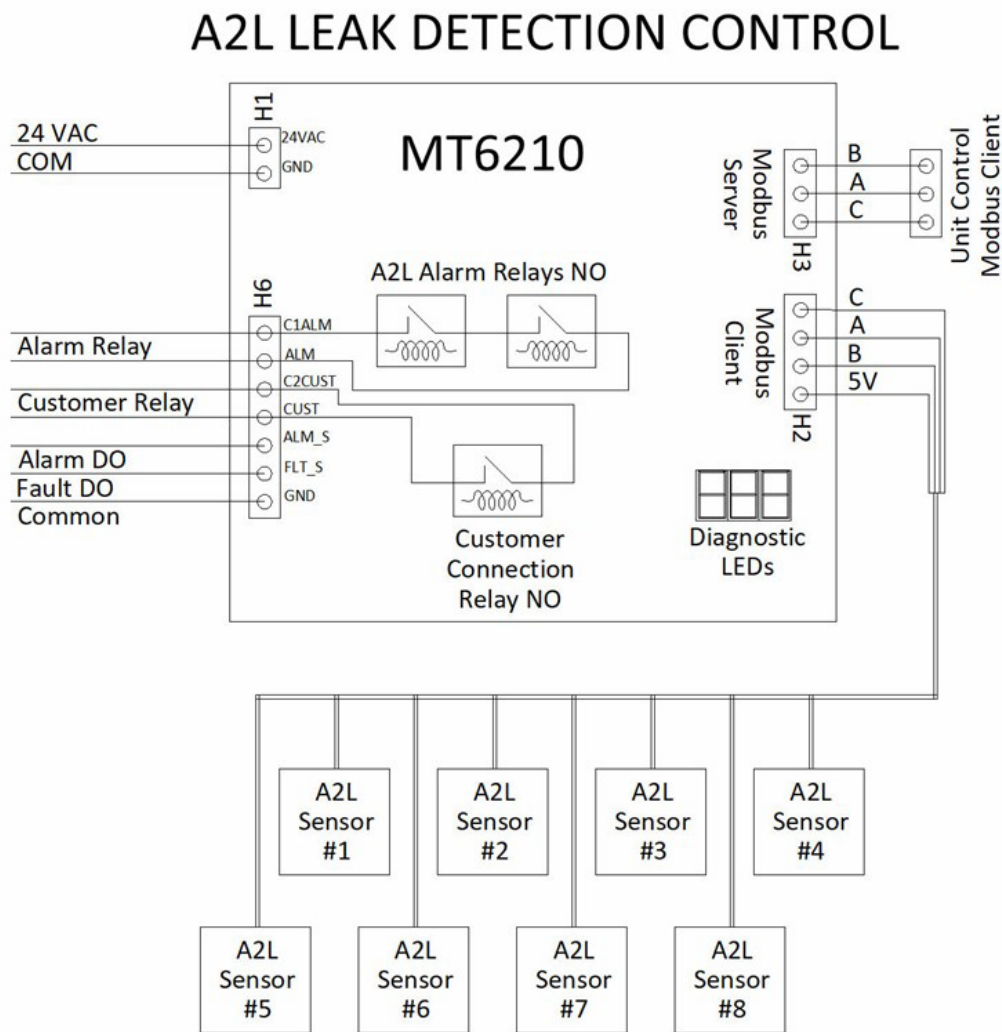 A2L LEAK DETECTION CONTROL
H1
24 VAC
24VAC
COM
GND
MT6210
Modbus
Server
H3
B
A
C
Unit Control
Modbus Client
A2L Alarm Relays NO
H6
C1ALM
Alarm Relay
ALM
C2CUST
Customer Relay
CUST
ALM_S
Alarm DO
FLT_S
Fault DO
GND
Common
Modbus
Client
H2
C
A
B
5V
Customer
Connection
Relay NO
Diagnostic
LEDs
A2L
Sensor
#1
A2L
Sensor
#2
A2L
Sensor
#3
A2L
Sensor
#4
A2L
Sensor
#5
A2L
Sensor
#6
A2L
Sensor
#7
A2L
Sensor
#8